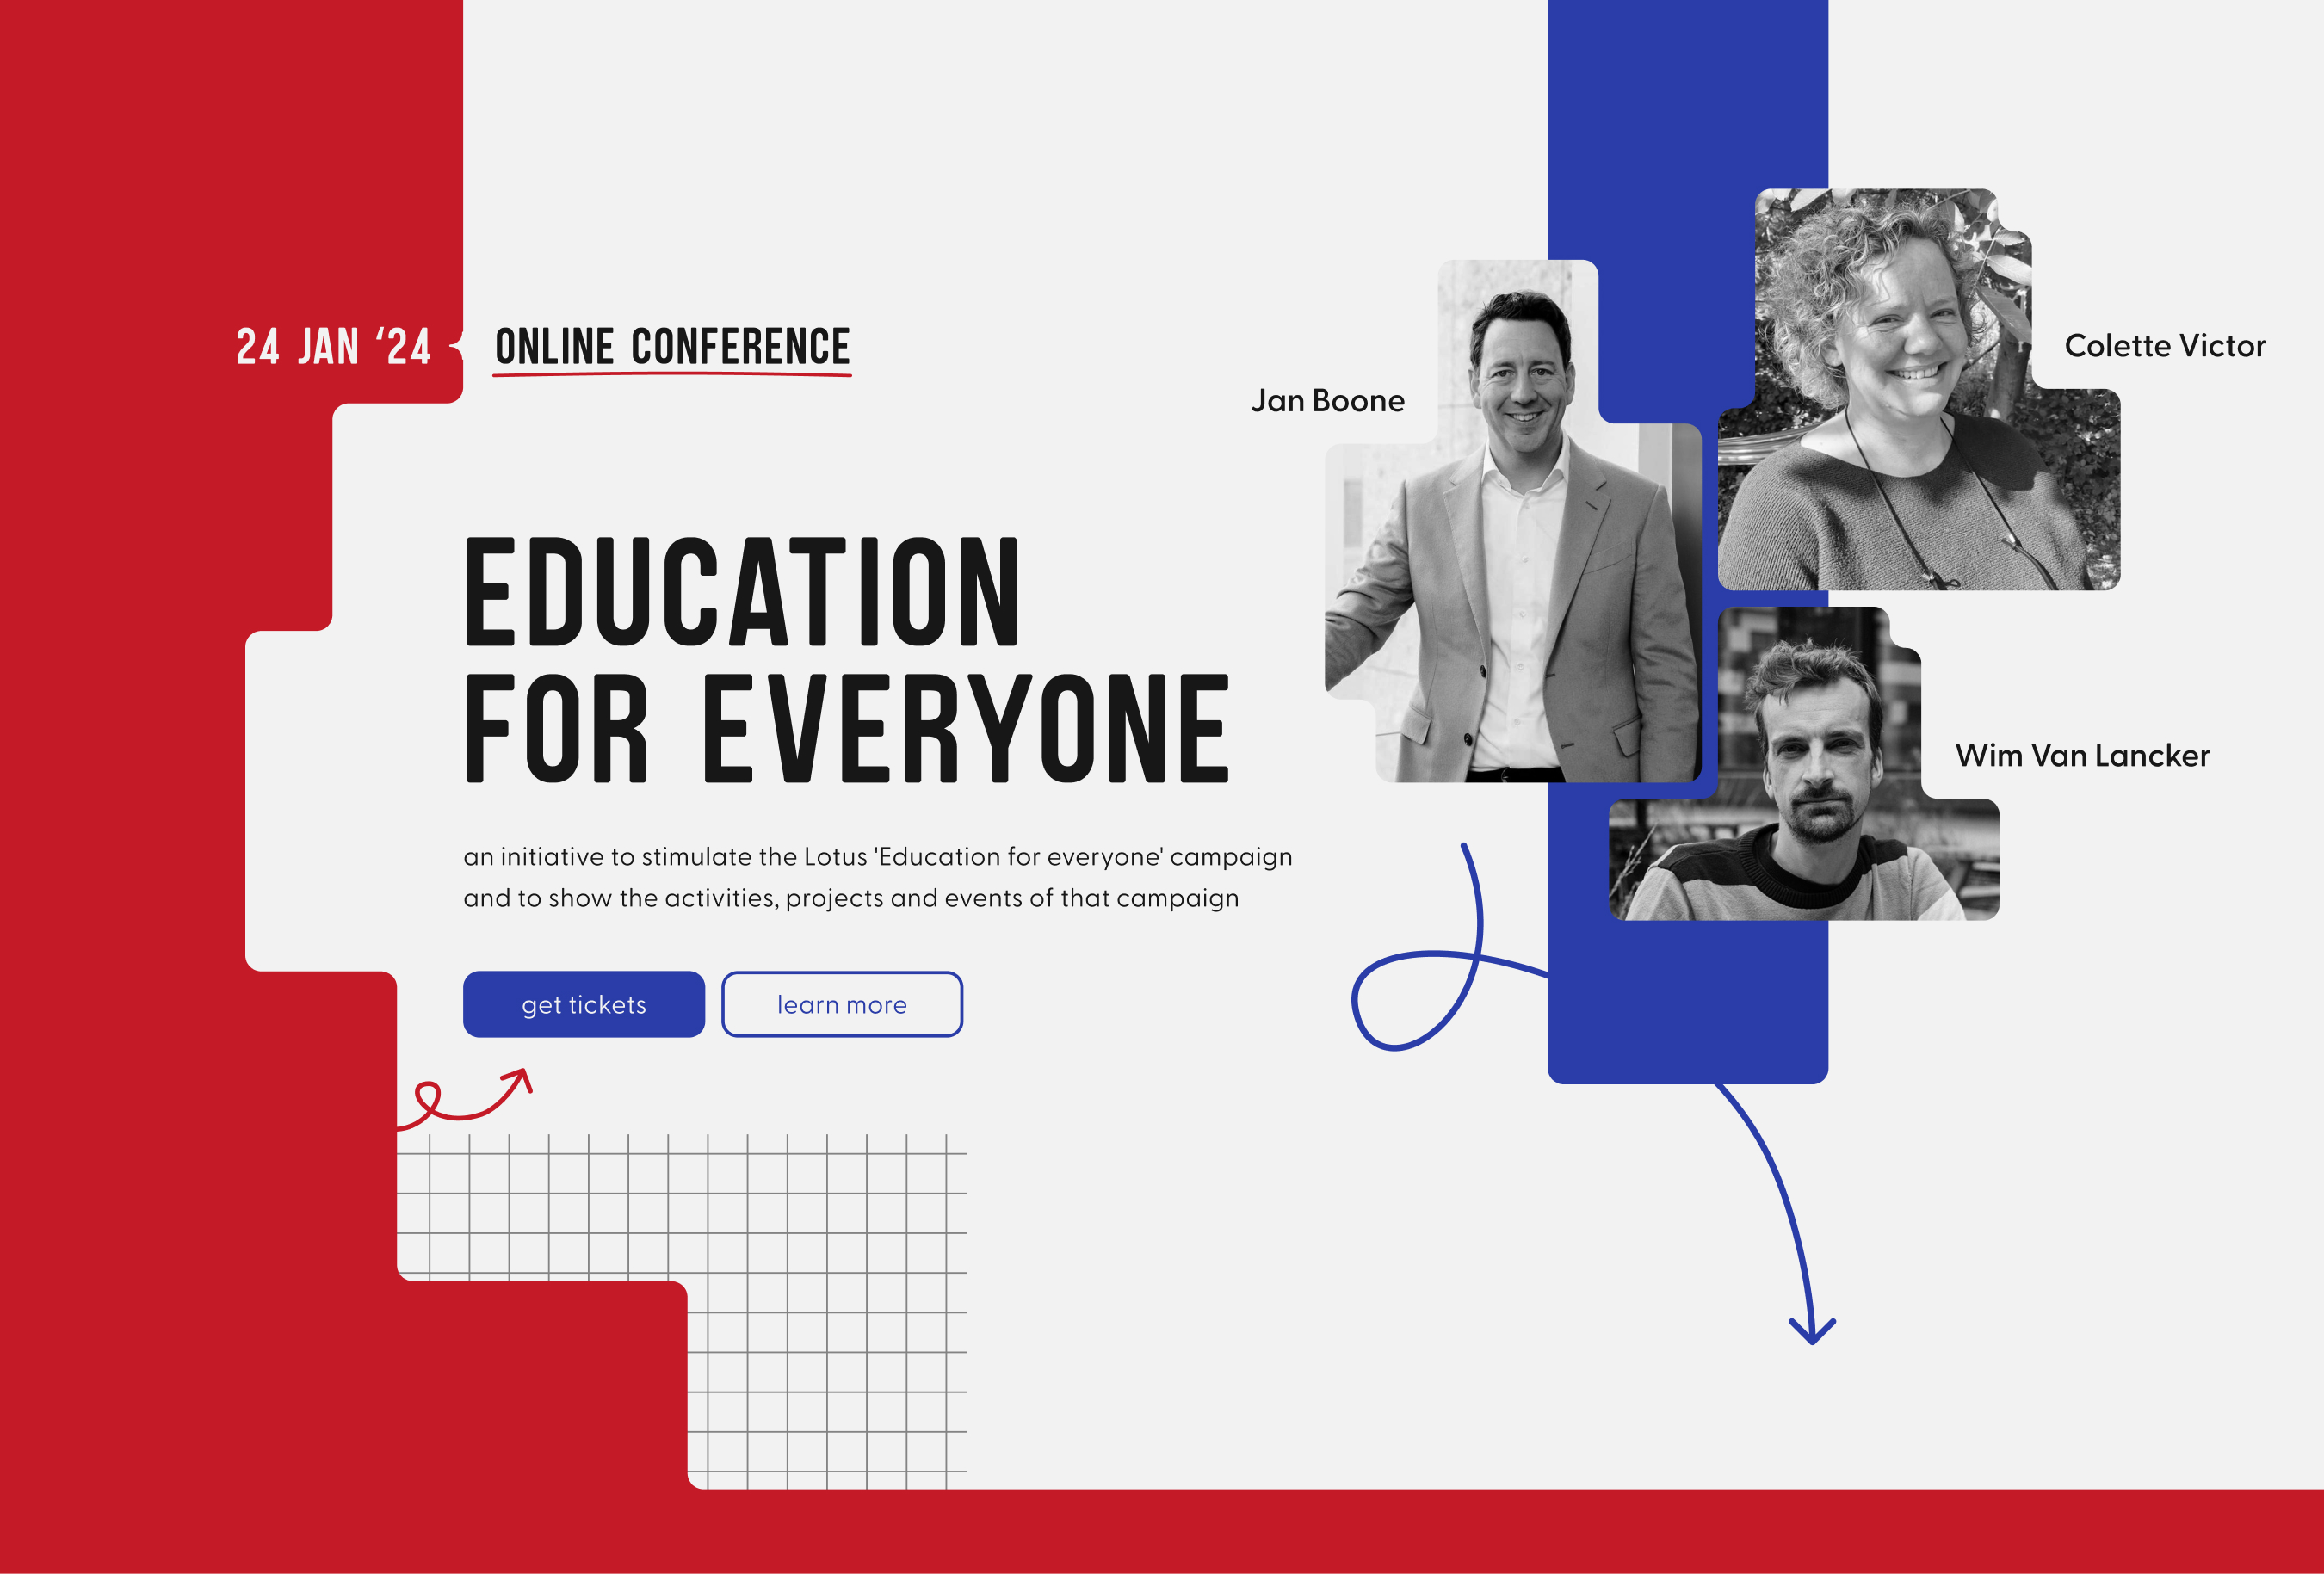 24 JAN ‘24
ONLINE CONFERENCE
Colette Victor
Jan Boone
EDUCATION
FOR EVERYONE
Wim Van Lancker
an initiative to stimulate the Lotus 'Education for everyone' campaign
and to show the activities, projects and events of that campaign
get tickets
learn more